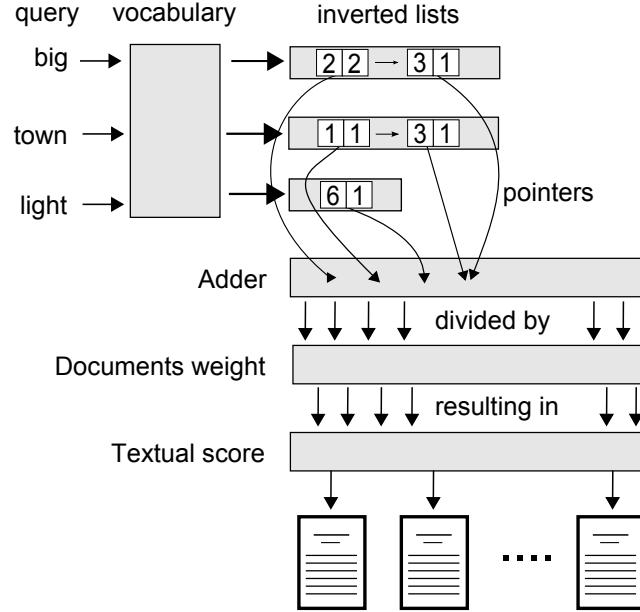 query vocabulary inverted lists
big 2 2 3 1
town 1 1 3 1
light 6 1
pointers
Adder
divided by
Documents weight
resulting in
Textual score